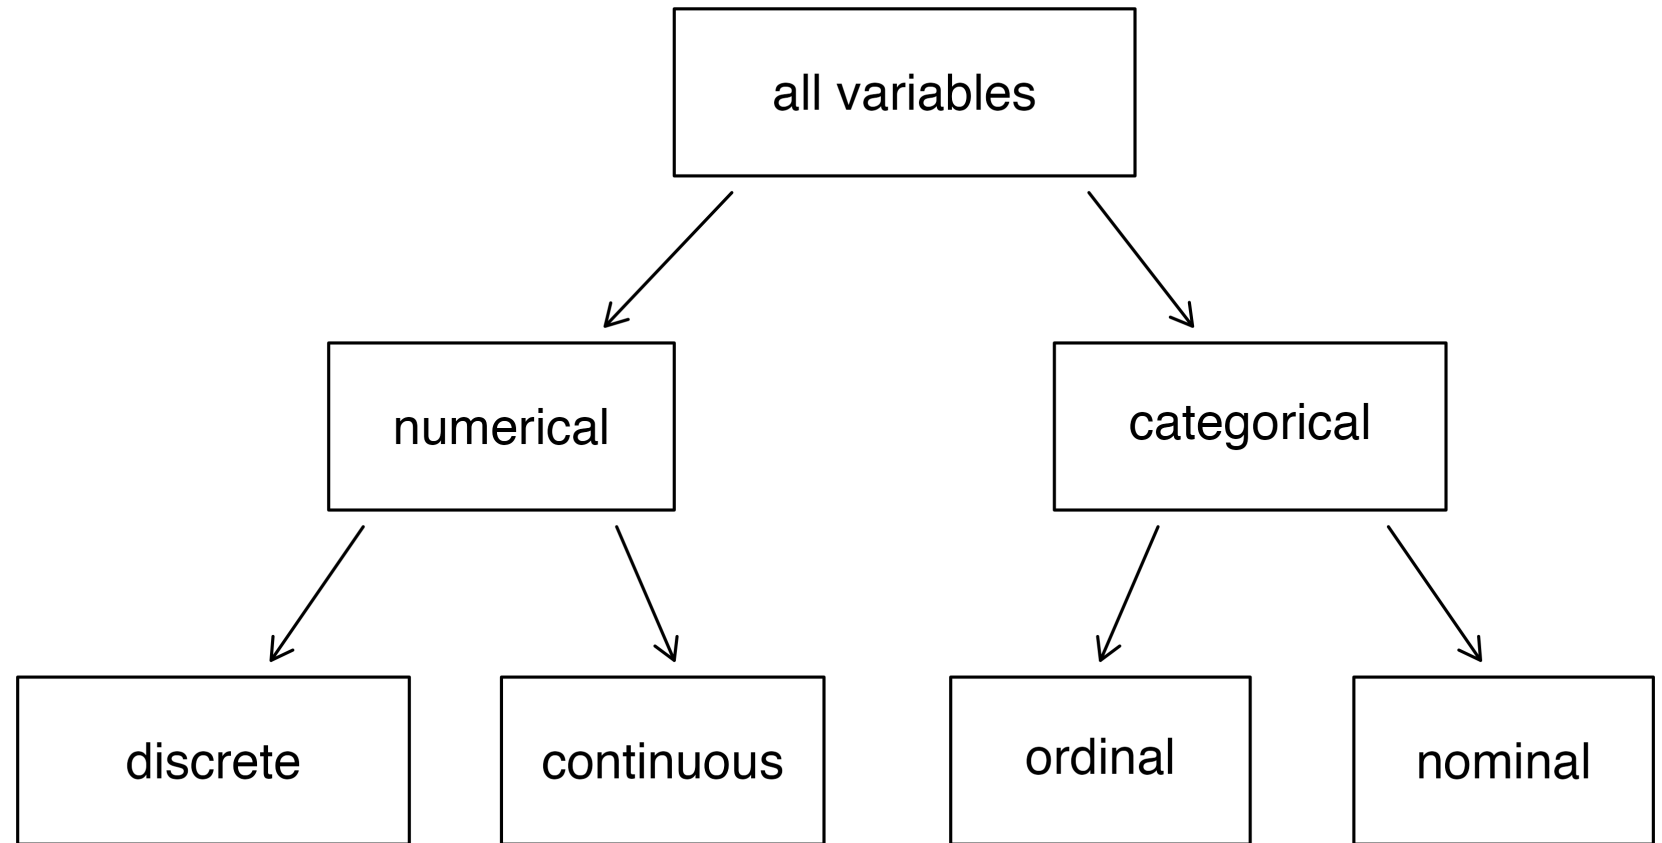 all variables
numerical
categorical
discrete
continuous
ordinal
nominal